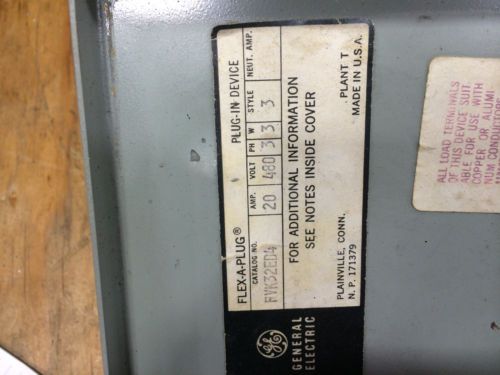 FLEX-A-PLUG® PLUG-IN DEVICE
CATALOG NO. AMP. VOLT PH W STYLE NEUT. AMP.
FVK32ED4 20 480 3 3 3
FOR ADDITIONAL INFORMATION
SEE NOTES INSIDE COVER
PLAINVILLE, CONN. PLANT T
N. P. 171379 MADE IN U.S.A.
GE
GENERAL
ELECTRIC
ALL LOAD TERMINALS
OF THIS DEVICE SUIT
ABLE FOR USE WITH
COPPER OR ALUMI
NUM